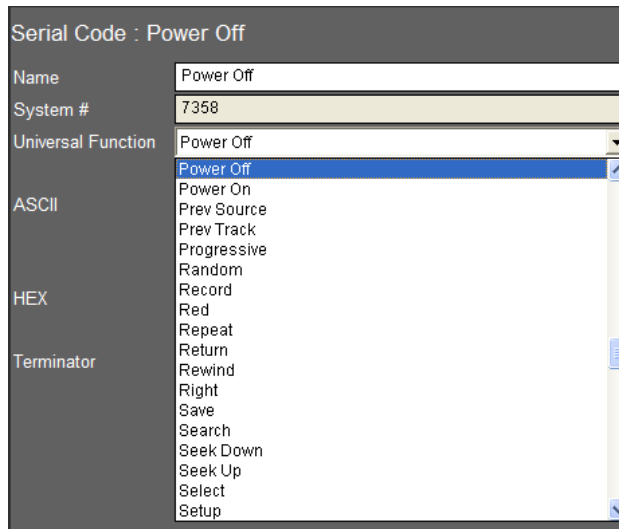 Serial Code : Power Off
Name Power Off
System # 7358
Universal Function Power Off
Power Off
Power On
Prev Source
ASCII
Prev Track
Progressive
Random
Record
HEX
Red
Repeat
Return
Terminator
Rewind
Right
Save
Search
Seek Down
Seek Up
Select
Setup